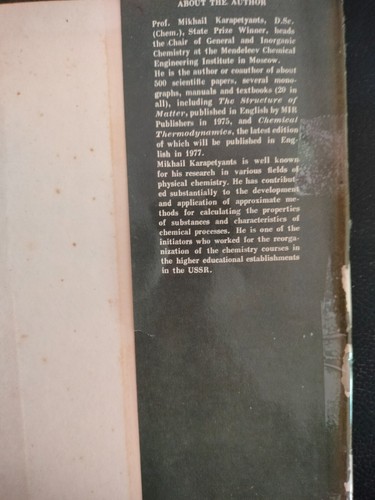 ABOUT THE AUTHOR
Prof. Mikhail Karapetyants, D.Sc.
(Chem.), State Prize Winner, heads
the Chair of General and Inorganic
Chemistry at the Mendeleev Chemical
Engineering Institute in Moscow.
He is the author or coauthor of about
500 scientific papers, several mono-
graphs, manuals and textbooks (20 in
all), including The Structure of
Matter, published in English by MIR
Publishers in 1975, and Chemical
Thermodynamics, the latest edition
of which will be published in Eng-
lish in 1977.
Mikhail Karapetyants is well known
for his research in various fields of
physical chemistry. He has contribut-
ed substantially to the development
and application of approximate me-
thods for calculating the properties
of substances and characteristics of
chemical processes. He is one of the
initiators who worked for the reorga-
nization of the chemistry courses in
the higher educational establishments
in the USSR.